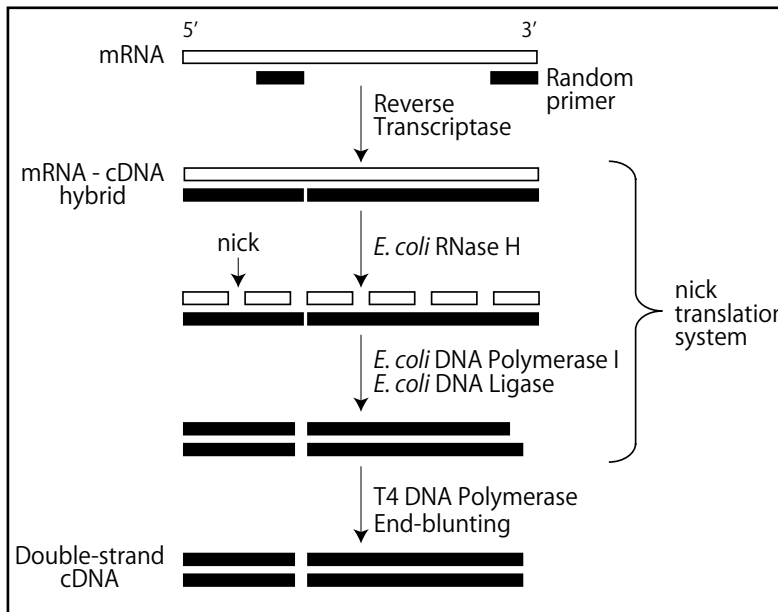 5′ 3′
mRNA
Random
primer
Reverse
Transcriptase
mRNA - cDNA
hybrid
nick
E. coli RNase H
nick
translation
system
E. coli DNA Polymerase I
E. coli DNA Ligase
T4 DNA Polymerase
End-blunting
Double-strand
cDNA